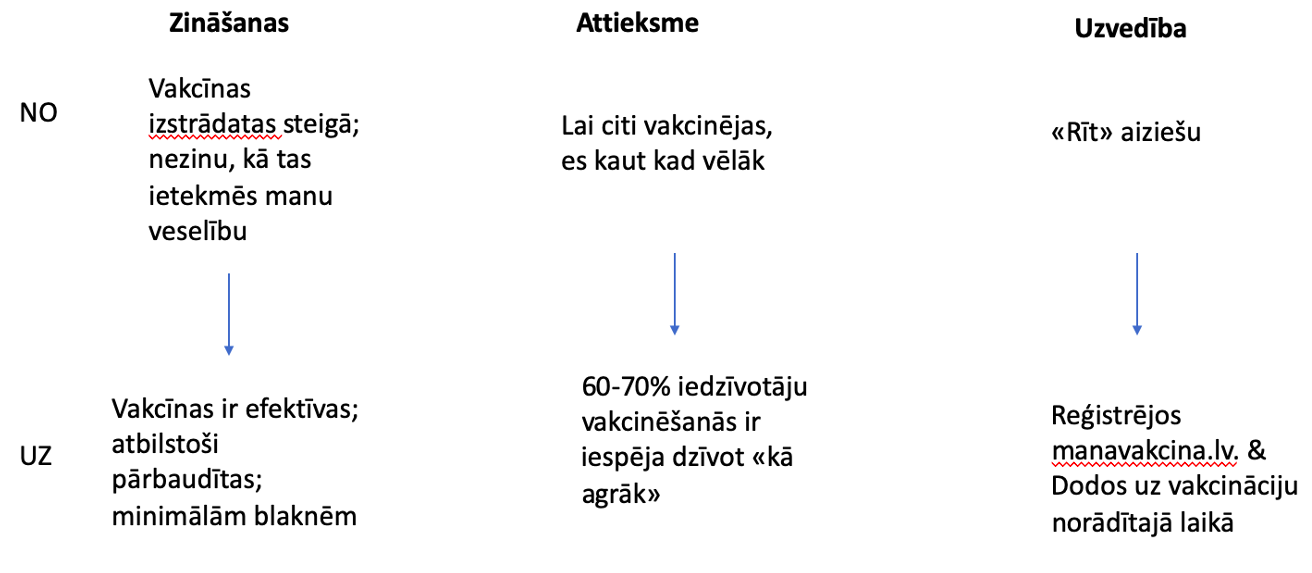 Zināšanas
Attieksme
Uzvedība
NO
Vakcīnas
izstrādatas steigā;
nezinu, kā tas
ietekmēs manu
veselību
Lai citi vakcinējas,
es kaut kad vēlāk
«Rīt» aiziešu
UZ
Vakcīnas ir efektīvas;
atbilstoši
pārbaudītas;
minimālām blaknēm
60-70% iedzīvotāju
vakcinēšanās ir
iespēja dzīvot «kā
agrāk»
Reģistrējos
manavakcina.lv. &
Dodos uz vakcināciju
norādītajā laikā